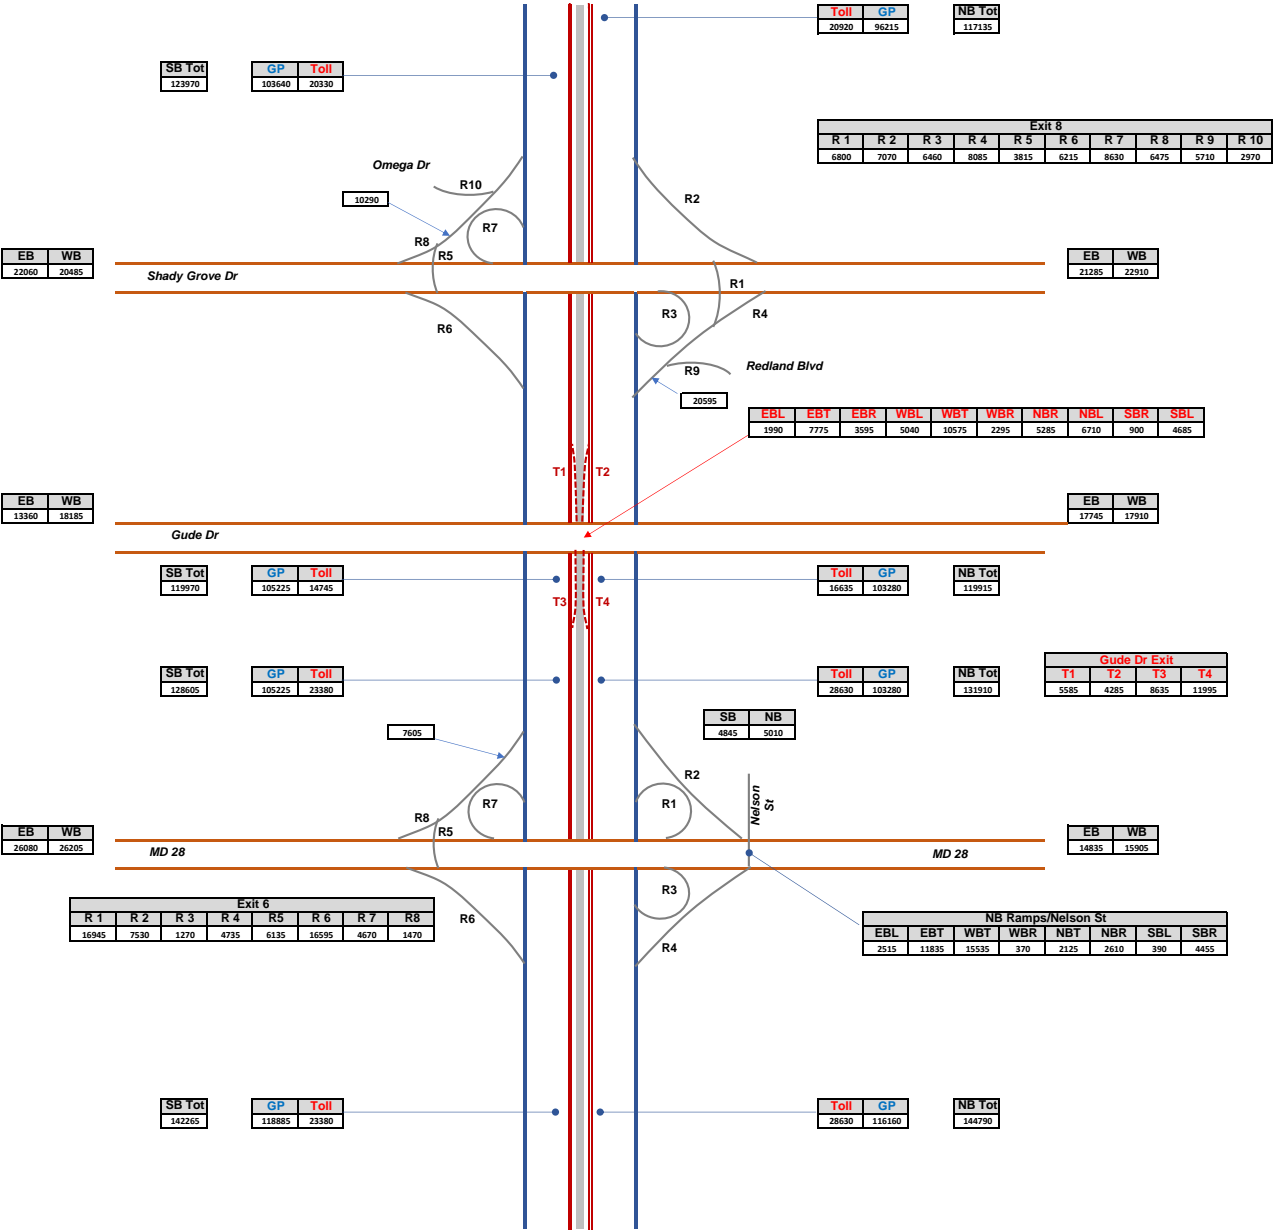 Toll GP NB Tot
20920 96215 117135
SB Tot GP Toll
123970 103640 20330
Exit 8
R 1 R 2 R 3 R 4 R 5 R 6 R 7 R 8 R 9 R 10
6800 7070 6460 8085 3815 6215 8630 6475 5710 2970
Omega Dr
R10
R2
10290
R7
R8
R5
EB WB
22060 20485
Shady Grove Dr
EB WB
21285 22910
R1
R3
R4
R6
Redland Blvd
R9
20595
EBL EBT EBR WBL WBT WBR NBR NBL SBR SBL
1990 7775 3595 5040 10575 2295 5285 6710 900 4685
T1 T2
EB WB
13360 18185
EB WB
17745 17910
Gude Dr
SB Tot GP Toll
119970 105225 14745
Toll GP NB Tot
16635 103280 119915
T3 T4
SB Tot GP Toll
128605 105225 23380
Toll GP NB Tot
28630 103280 131910
Gude Dr Exit
T1 T2 T3 T4
5585 4285 8635 11995
SB NB
4845 5010
7605
R2
R7
R1
Nelson
St
R8
R5
EB WB
26080 26205
EB WB
14835 15905
MD 28
MD 28
R3
R6
R4
Exit 6
R 1 R 2 R 3 R 4 R5 R 6 R 7 R8
16945 7530 1270 4735 6135 16595 4670 1470
NB Ramps/Nelson St
EBL EBT WBT WBR NBT NBR SBL SBR
2515 11835 15535 370 2125 2610 390 4455
SB Tot GP Toll
142265 118885 23380
Toll GP NB Tot
28630 116160 144790